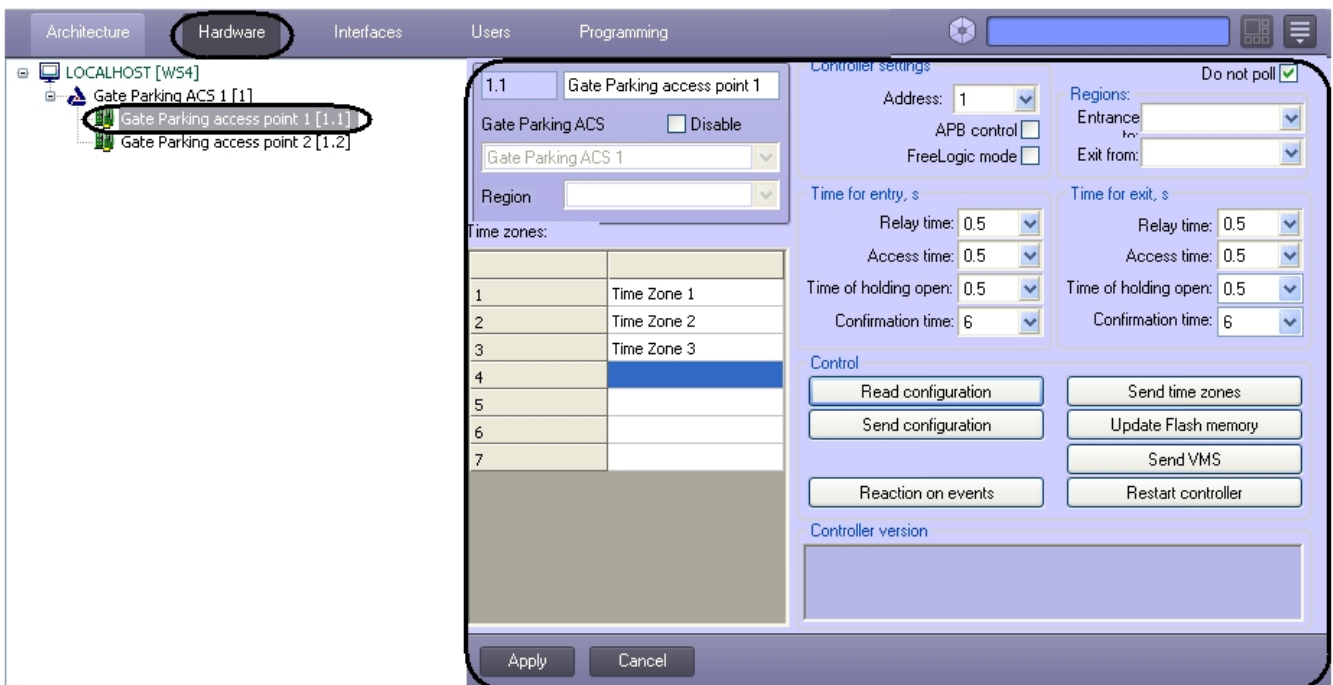 Architecture Hardware Interfaces Users Programming
LOCALHOST [WS4]
Gate Parking ACS 1 [1]
Gate Parking access point 1 [1.1]
Gate Parking access point 2 [1.2]
1.1 Gate Parking access point 1
Gate Parking ACS Disable
Gate Parking ACS 1
Region
Time zones:
1 Time Zone 1
2 Time Zone 2
3 Time Zone 3
4
5
6
7
Controller settings
Address: 1
APB control
FreeLogic mode
Do not poll
Regions:
Entrance
Exit from:
Time for entry, s
Relay time: 0.5
Access time: 0.5
Time of holding open: 0.5
Confirmation time: 6
Time for exit, s
Relay time: 0.5
Access time: 0.5
Time of holding open: 0.5
Confirmation time: 6
Control
Read configuration Send time zones
Send configuration Update Flash memory
Send VMS
Reaction on events Restart controller
Controller version
Apply Cancel